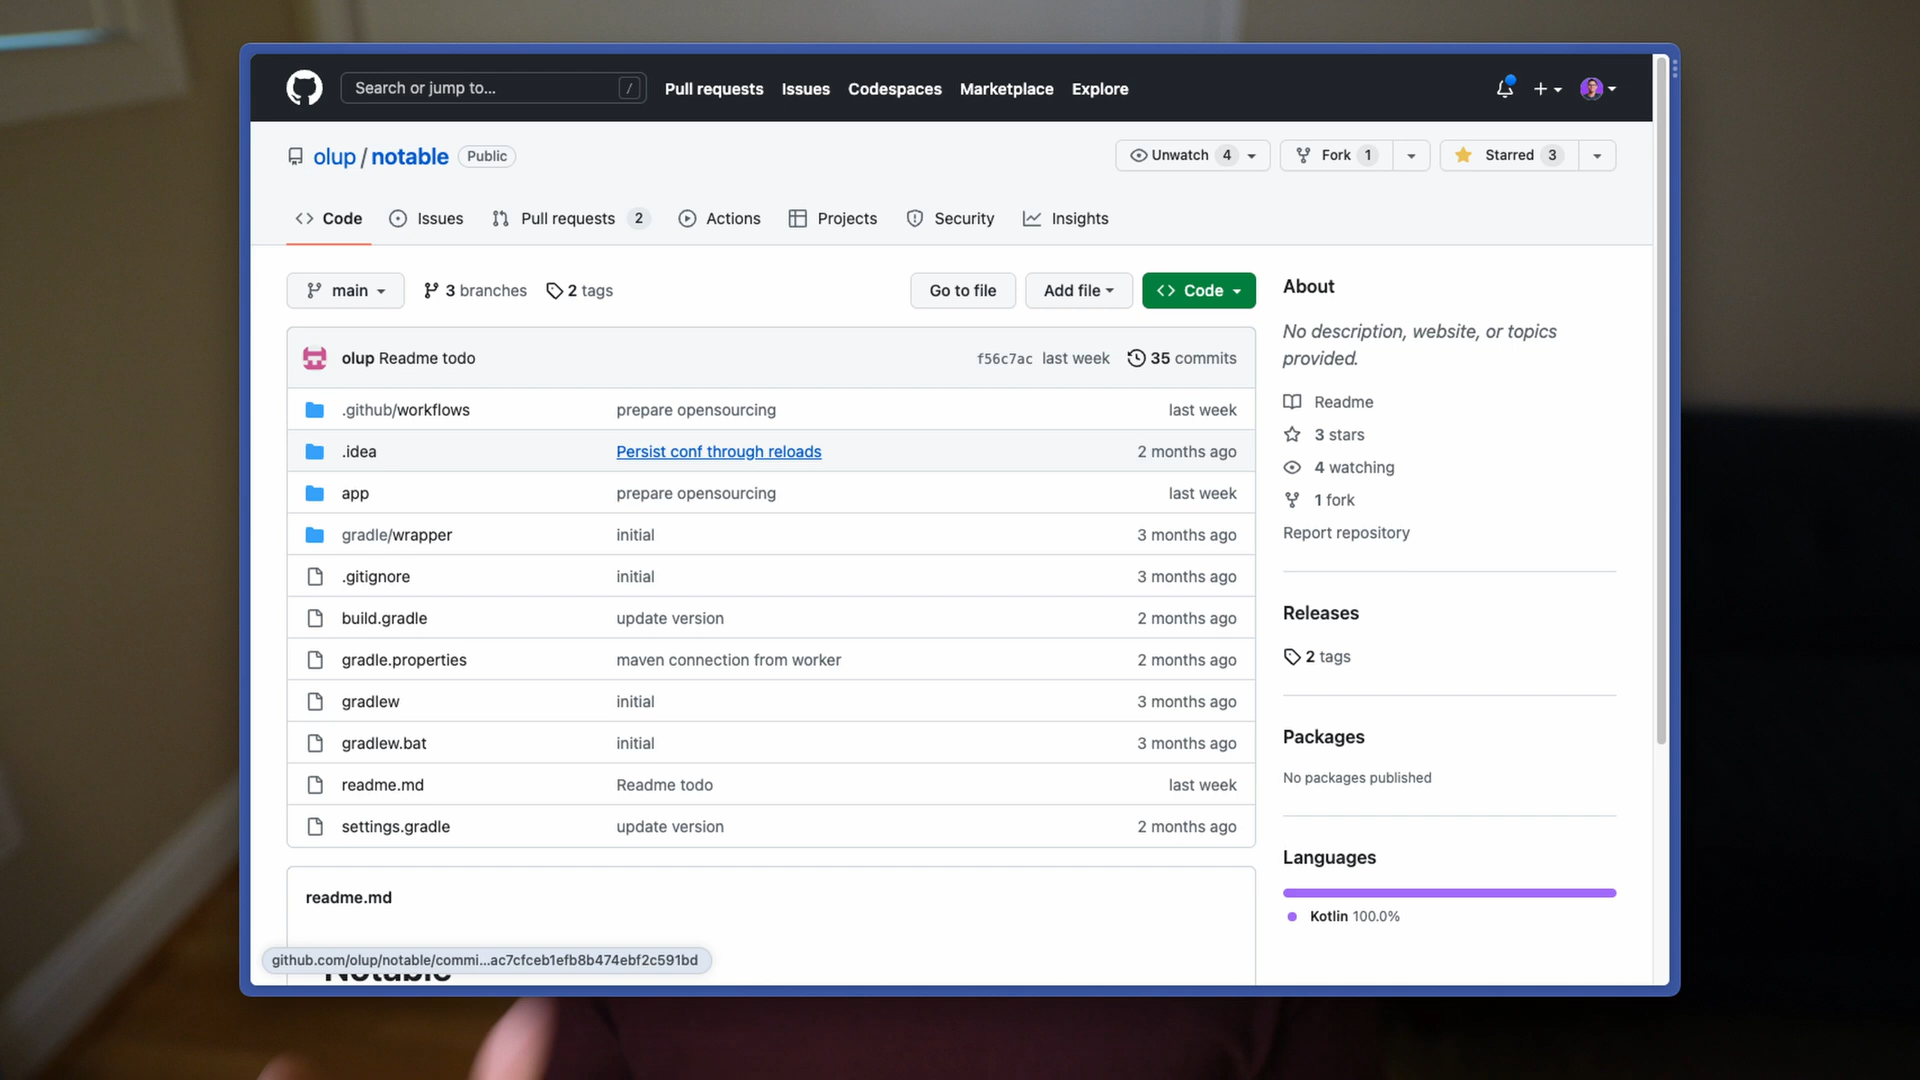 Search or jump to... /
Pull requests Issues Codespaces Marketplace Explore
olup / notable Public
Unwatch 4 Fork 1 Starred 3
Code Issues Pull requests 2 Actions Projects Security Insights
main 3 branches 2 tags Go to file Add file Code
olup Readme todo f56c7ac last week 35 commits
.github/workflows prepare opensourcing last week
.idea Persist conf through reloads 2 months ago
app prepare opensourcing last week
gradle/wrapper initial 3 months ago
.gitignore initial 3 months ago
build.gradle update version 2 months ago
gradle.properties maven connection from worker 2 months ago
gradlew initial 3 months ago
gradlew.bat initial 3 months ago
readme.md Readme todo last week
settings.gradle update version 2 months ago
readme.md
Notable
github.com/olup/notable/commi...ac7cfceb1efb8b474ebf2c591bd
About
No description, website, or topics
provided.
Readme
3 stars
4 watching
1 fork
Report repository
Releases
2 tags
Packages
No packages published
Languages
Kotlin 100.0%